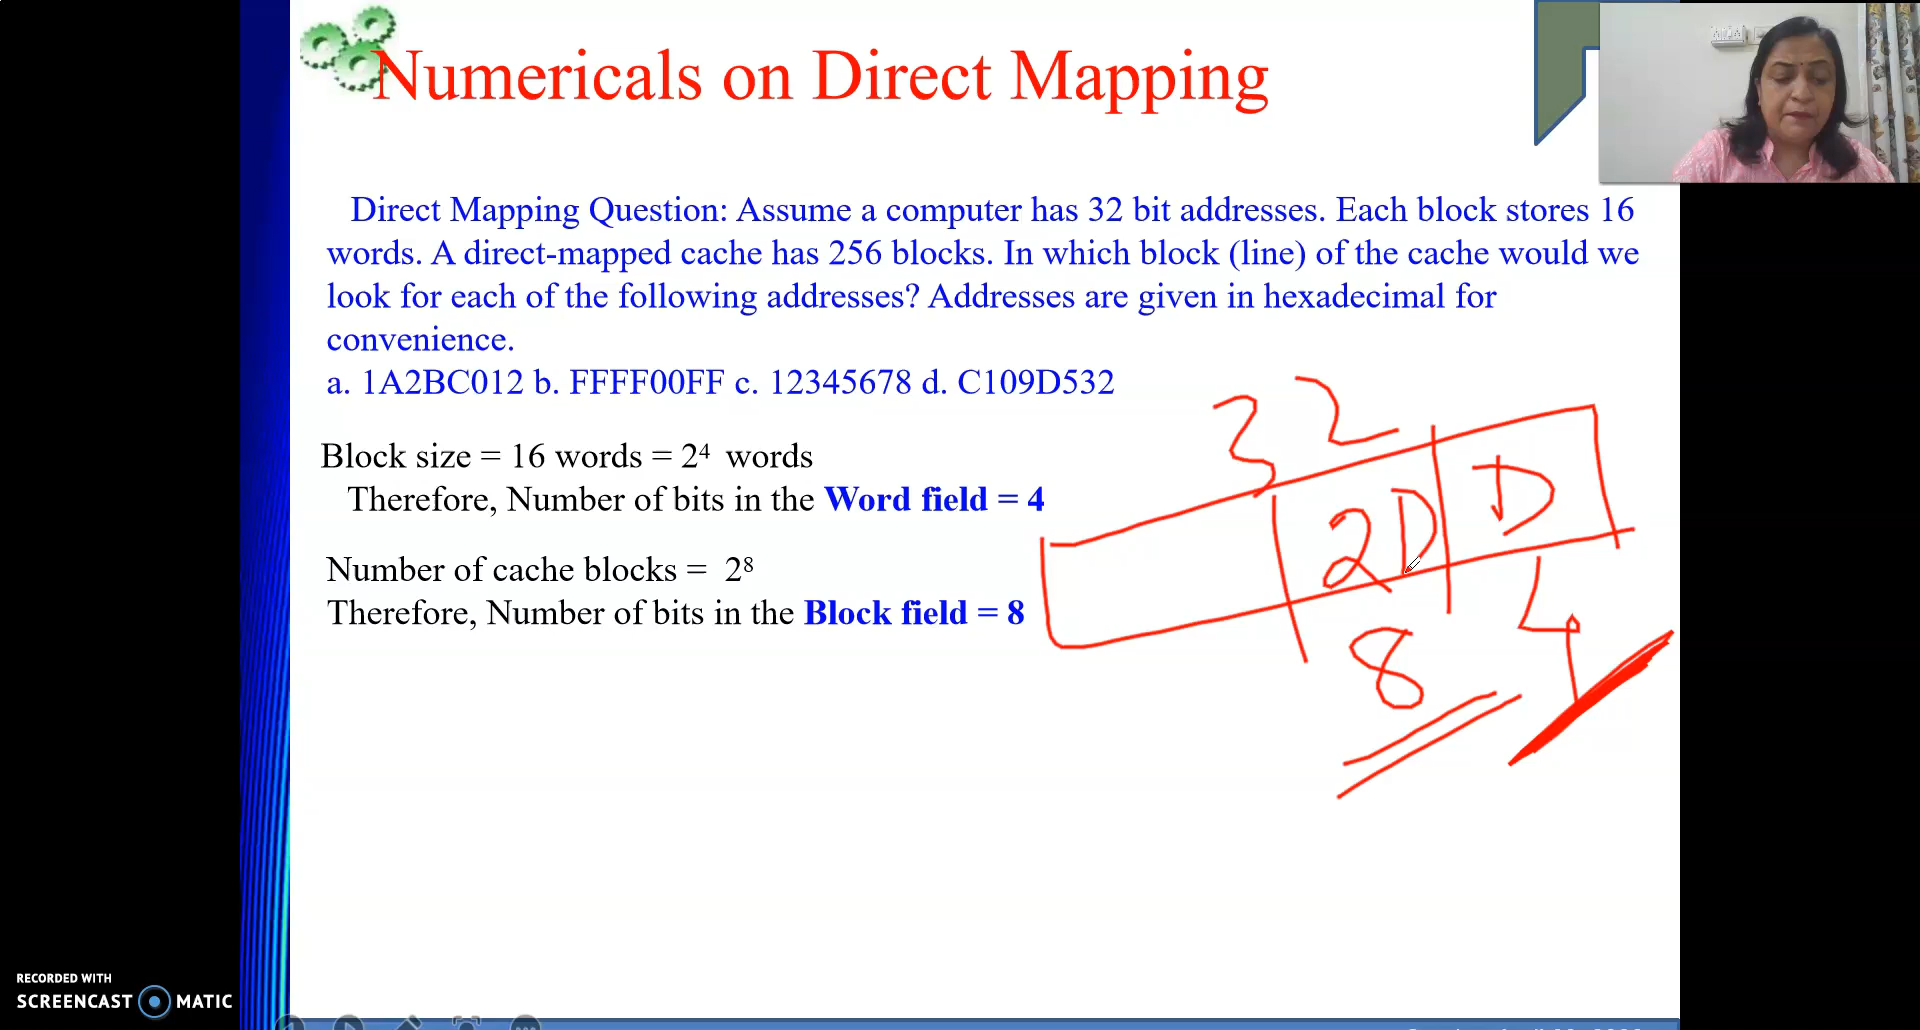 Numericals on Direct Mapping
Direct Mapping Question: Assume a computer has 32 bit addresses. Each block stores 16
words. A direct-mapped cache has 256 blocks. In which block (line) of the cache would we
look for each of the following addresses? Addresses are given in hexadecimal for
convenience.
a. 1A2BC012 b. FFFF00FF c. 12345678 d. C109D532
32
Block size = 16 words = 2⁴ words
Therefore, Number of bits in the Word field = 4
2D D
Number of cache blocks = 2⁸
Therefore, Number of bits in the Block field = 8
8 4
RECORDED WITH
SCREENCAST MATIC